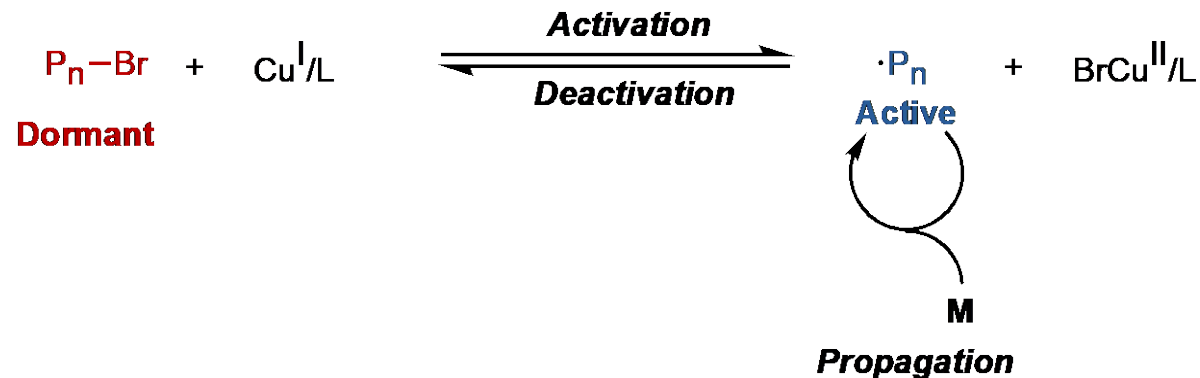 Activation
Pn–Br + CuI/L
·Pn + BrCuII/L
Deactivation
Dormant
Active
M
Propagation